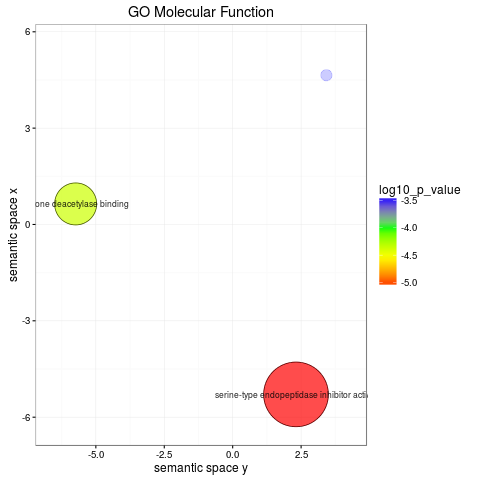 GO Molecular Function
6
3
0
-3
-6
semantic space x
one deacetylase binding
serine-type endopeptidase inhibitor acti
-5.0
-2.5
0.0
2.5
semantic space y
log10_p_value
-3.5
-4.0
-4.5
-5.0